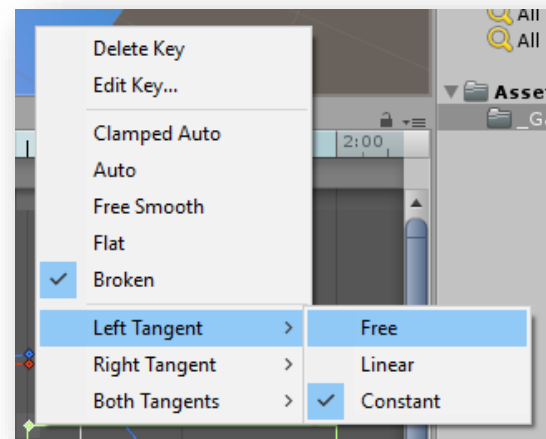 All
All
Delete Key
Edit Key...
Clamped Auto
2:00
Auto
Free Smooth
Flat
Broken
Left Tangent
Free
Right Tangent
Linear
Both Tangents
Constant